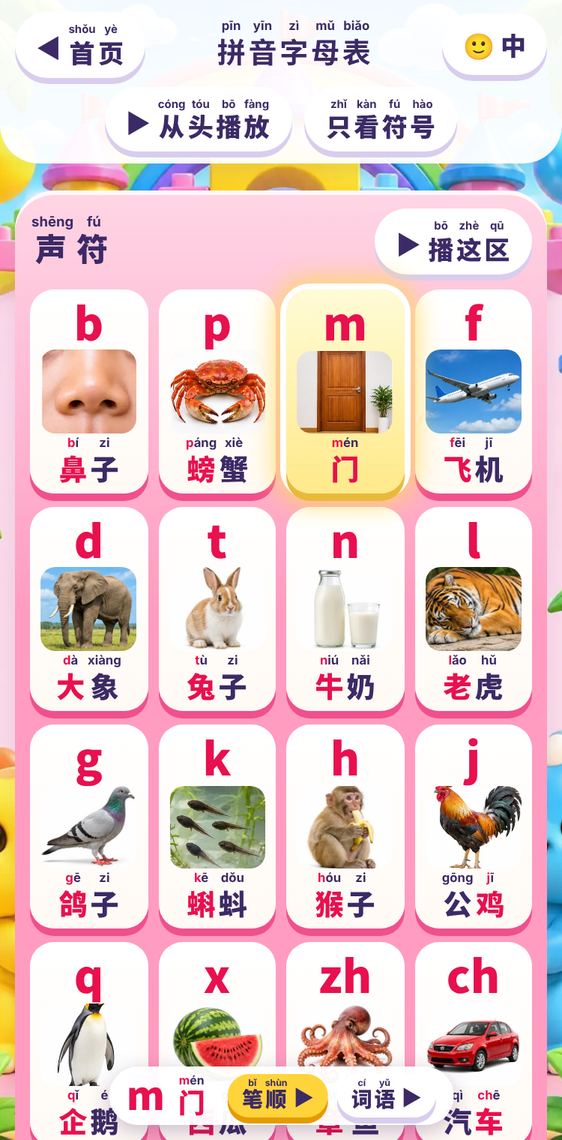 shǒu yè
◀ 首页
pīn yīn zì mǔ biǎo
拼音字母表
🙂 中
cóng tóu bō fàng
▶ 从头播放
zhǐ kàn fú hào
只看符号
shēng fú
声符
bō zhè qū
▶ 播这区
b p m f
bí zi páng xiè mén fēi jī
鼻子 螃蟹 门 飞机
d t n l
dà xiàng tù zi niú nǎi lǎo hǔ
大象 兔子 牛奶 老虎
g k h j
gē zi kē dǒu hóu zi gōng jī
鸽子 蝌蚪 猴子 公鸡
q x zh ch
qǐ é qì chē
企鹅 汽车
mén
m 门
bǐ shùn
笔顺 ▶
cí yǔ
词语 ▶